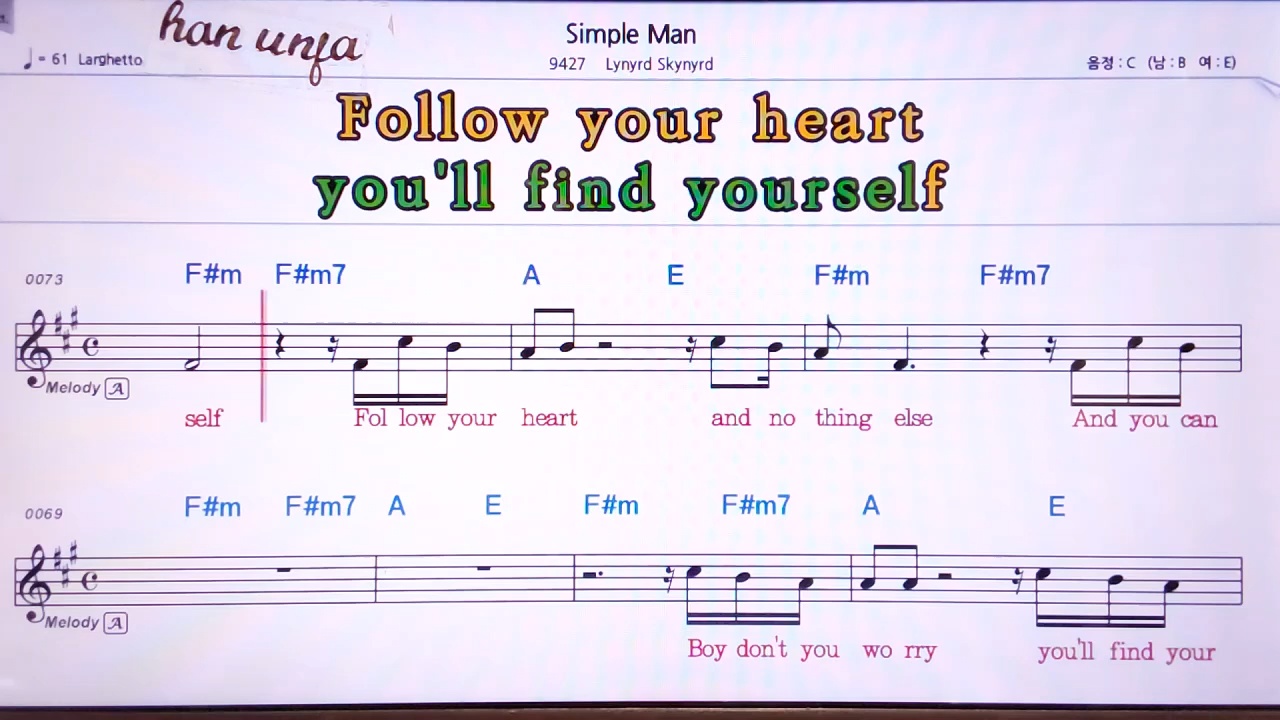 han unfa
♩= 61 Larghetto
Simple Man
9427 Lynyrd Skynyrd
음정 : C (남 : B 여 : E)
Follow your heart
you'll find yourself
0073
F#m F#m7 A E F#m F#m7
Melody A
self Fol low your heart and no thing else And you can
0069
F#m F#m7 A E F#m F#m7 A E
Melody A
Boy don't you wo rry you'll find your